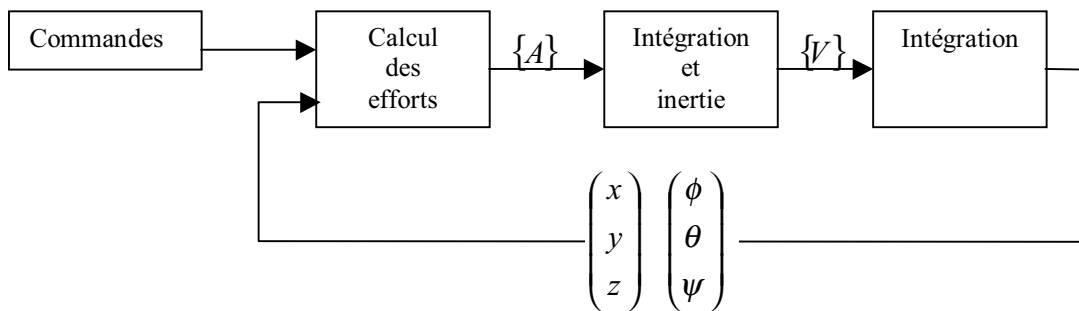 Commandes
Calcul
des
efforts
{A}
Intégration
et
inertie
{V}
Intégration
x
y
z
ϕ
θ
ψ